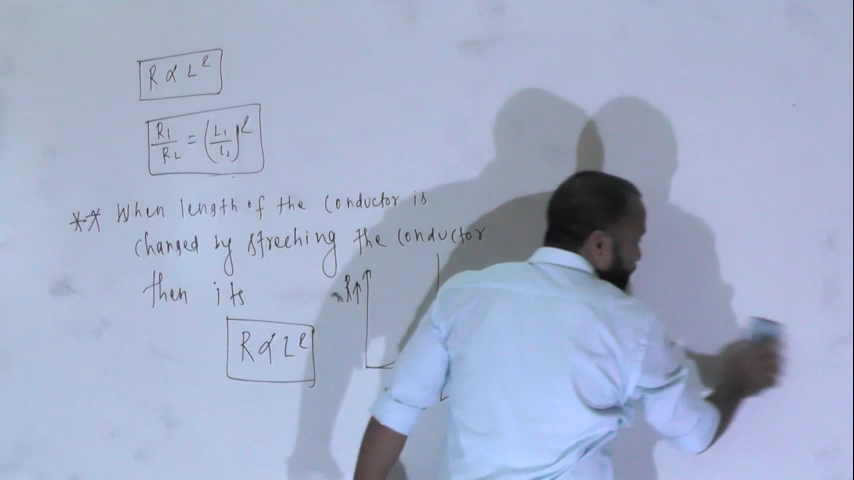 R ∝ L²
R₁/R₂ = (L₁/L₂)²
** When length of the conductor is
changed by streching the conductor
then its
R↑
R ∝ L²